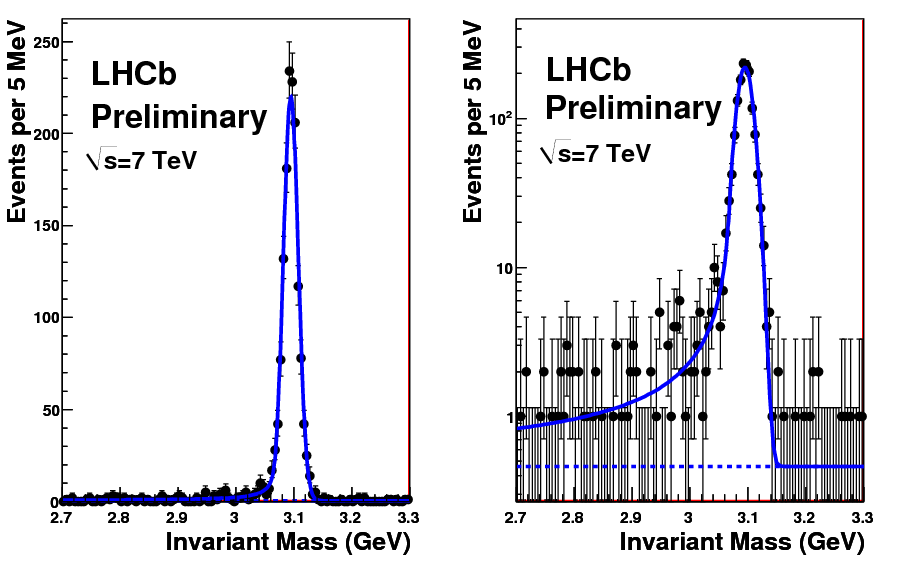 Events per 5 MeV
250
200
150
100
50
0
LHCb
Preliminary
√s=7 TeV
2.7 2.8 2.9 3 3.1 3.2 3.3
Invariant Mass (GeV)
Events per 5 MeV
10²
10
1
LHCb
Preliminary
√s=7 TeV
2.7 2.8 2.9 3 3.1 3.2 3.3
Invariant Mass (GeV)